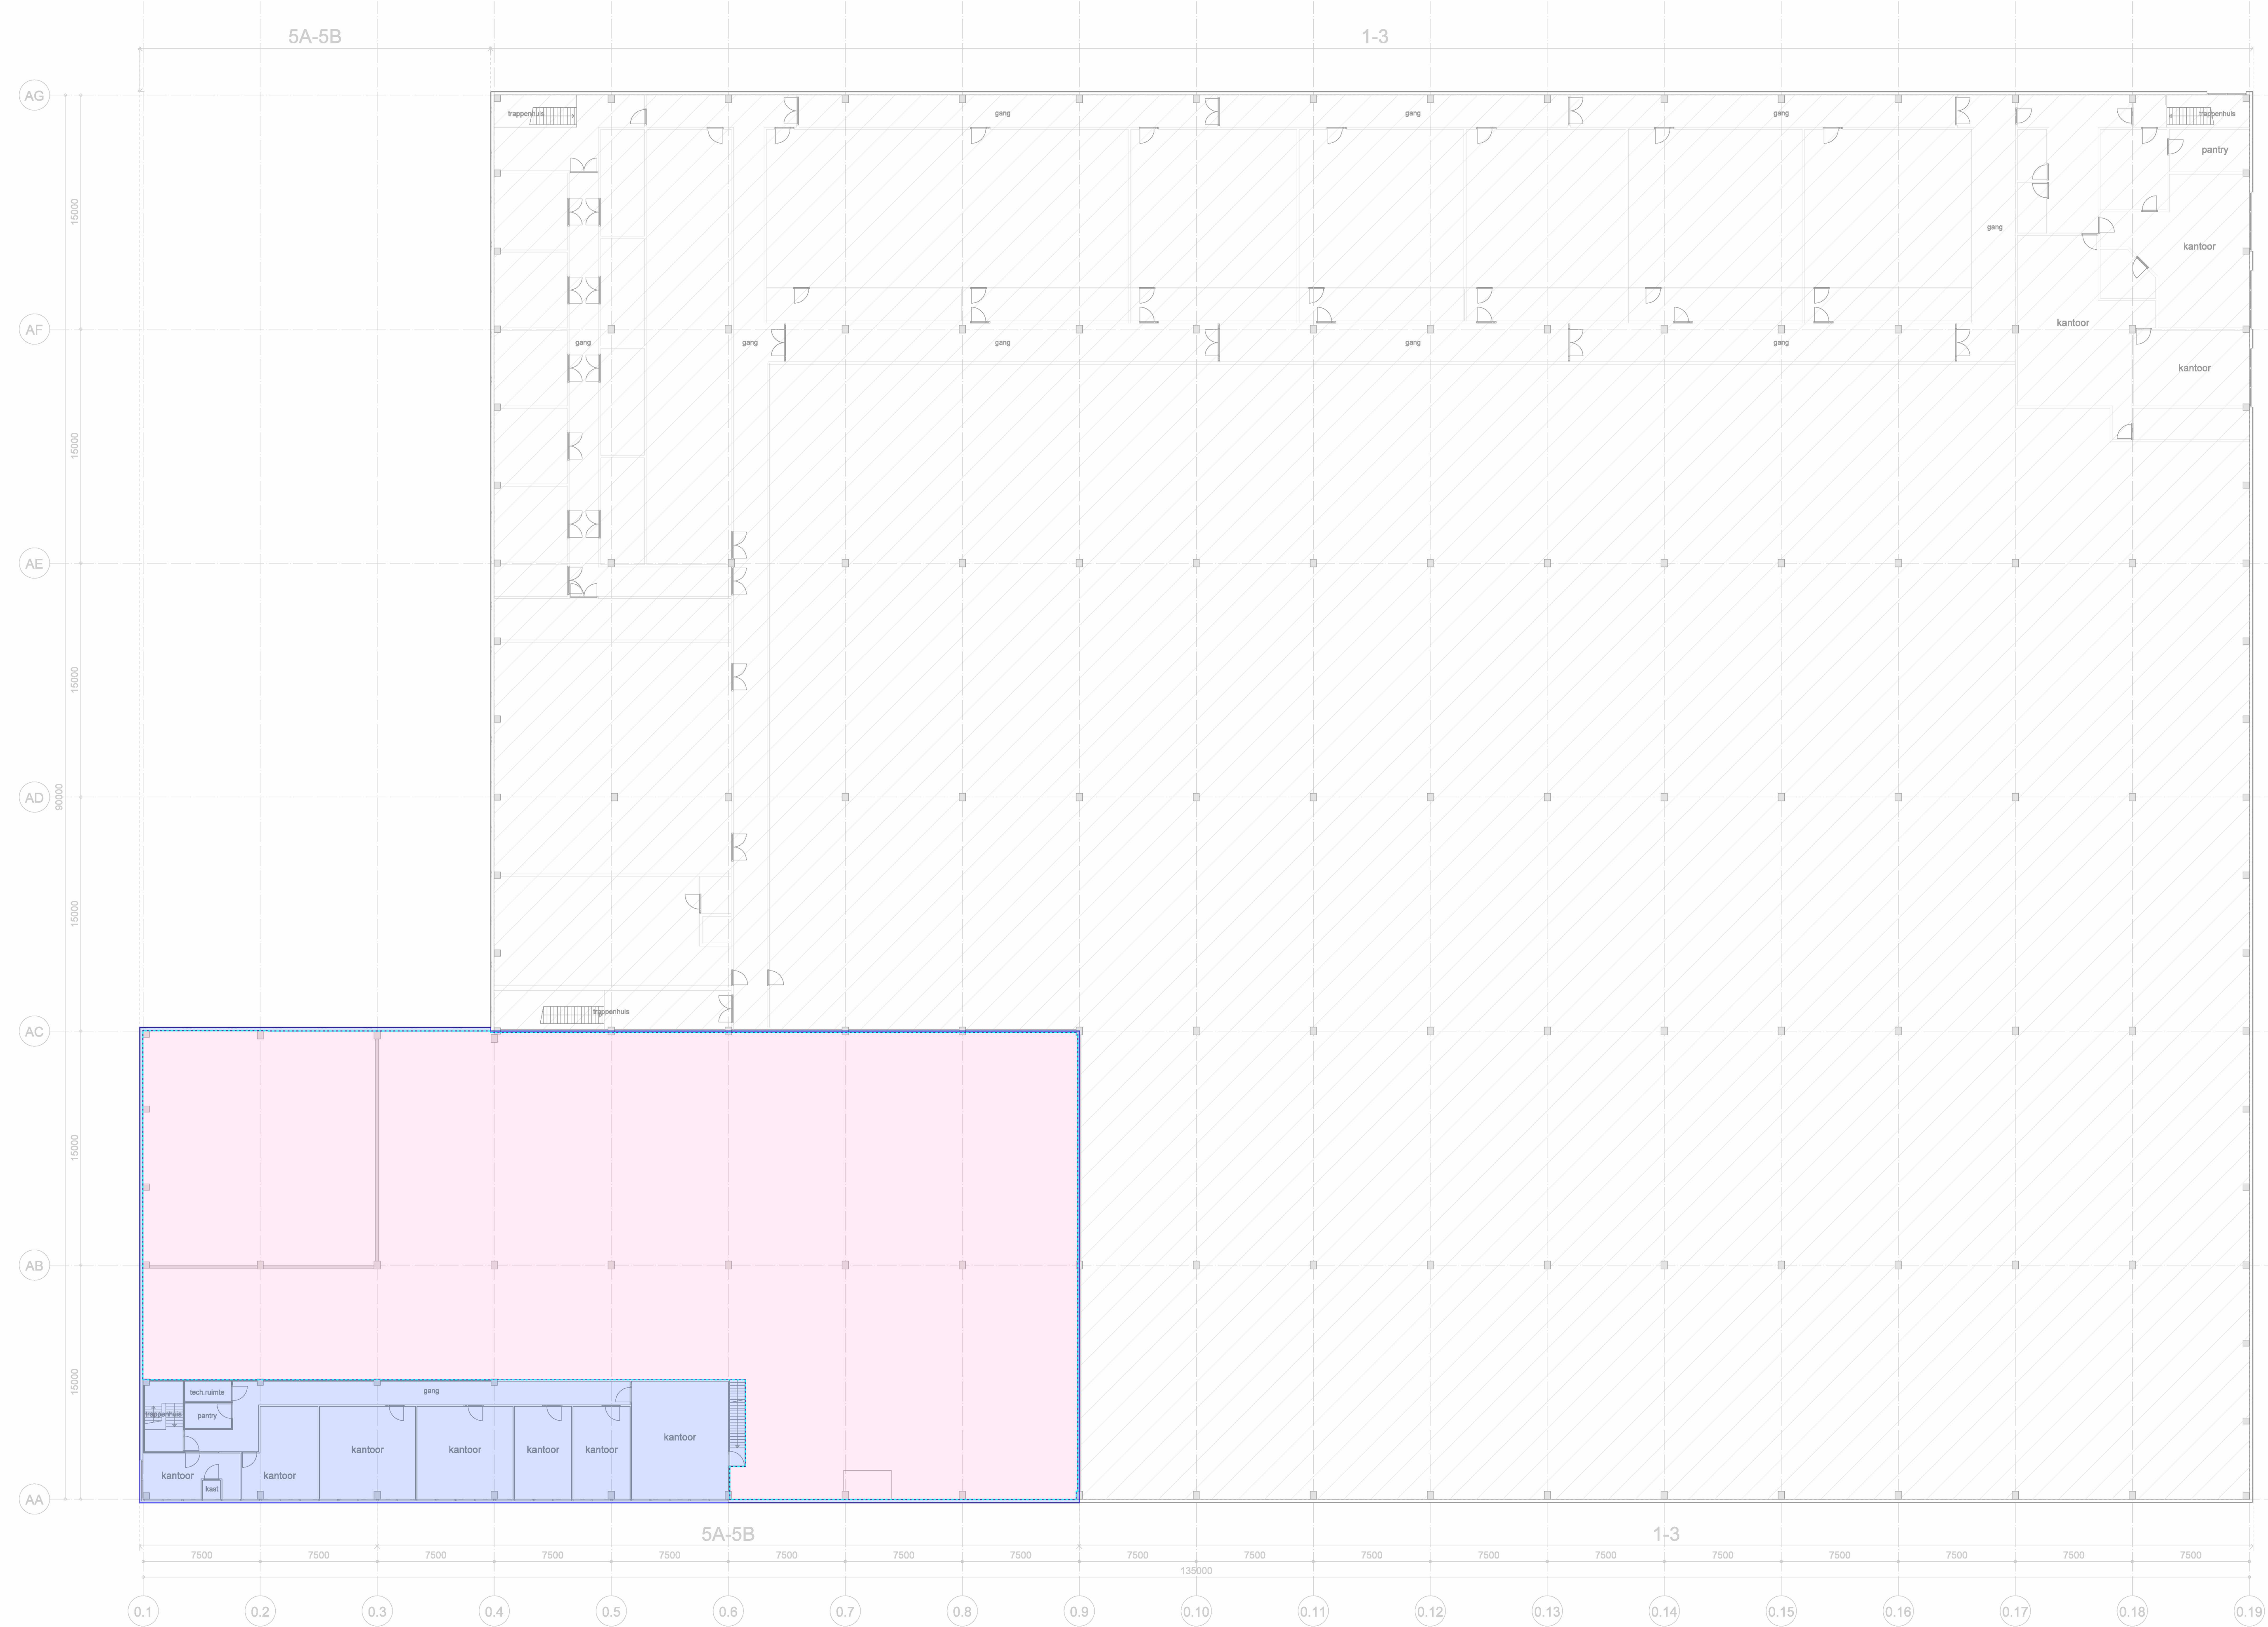 5A-5B 1-3
AG
trappenhuis gang gang gang trappenhuis
pantry
15000
gang kantoor
kantoor
AF
gang gang gang gang gang
kantoor
15000
AE
15000
AD
90000
15000
trappenhuis
AC
15000
AB
15000
tech.ruimte gang
trappenhuis pantry
kantoor
kantoor kantoor kantoor kantoor
kantoor kantoor
kast
AA
5A-5B 1-3
7500 7500 7500 7500 7500 7500 7500 7500 7500 7500 7500 7500 7500 7500 7500 7500 7500 7500
135000
0.1 0.2 0.3 0.4 0.5 0.6 0.7 0.8 0.9 0.10 0.11 0.12 0.13 0.14 0.15 0.16 0.17 0.18 0.19